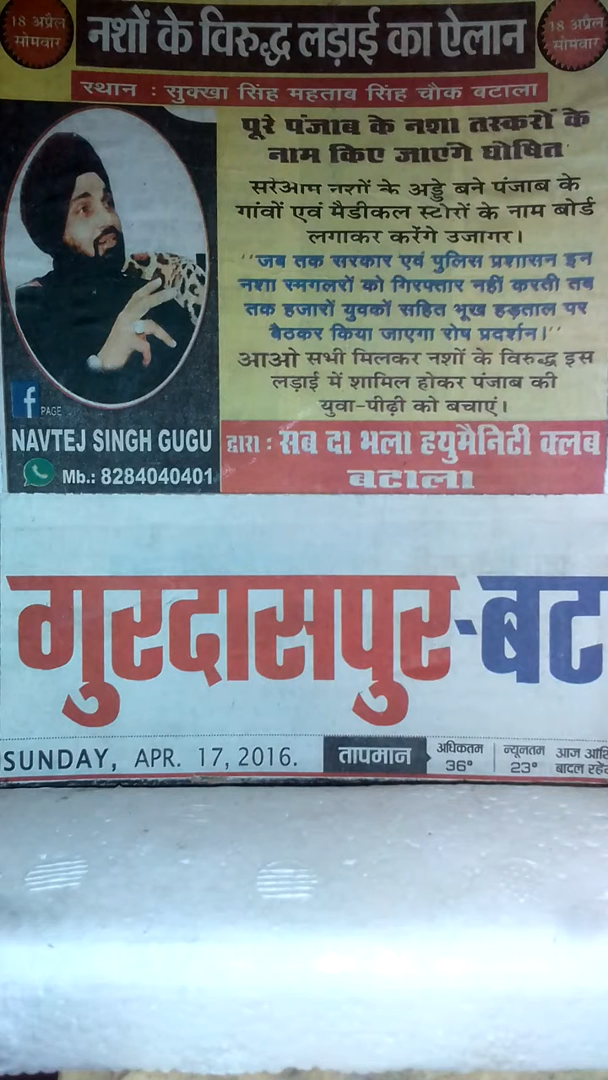 18 अप्रैल
सोमवार
नशों के विरुद्ध लड़ाई का ऐलान
18 अप्रैल
सोमवार
स्थान : सुक्खा सिंह महताब सिंह चौक बटाला
पूरे पंजाब के नशा तस्करों के
नाम किए जाएंगे घोषित
सरेआम नशों के अड्डे बने पंजाब के
गांवों एवं मैडीकल स्टोरों के नाम बोर्ड
लगाकर करेंगे उजागर।
''जब तक सरकार एवं पुलिस प्रशासन इन
नशा स्मगलरों को गिरफ्तार नहीं करती तब
तक हजारों युवकों सहित भूख हड़ताल पर
बैठकर किया जाएगा रोष प्रदर्शन।''
आओ सभी मिलकर नशों के विरुद्ध इस
लड़ाई में शामिल होकर पंजाब की
युवा-पीढ़ी को बचाएं।
f PAGE
NAVTEJ SINGH GUGU
Mb.: 8284040401
द्वारा : सब दा भला हयुमैनिटी क्लब
बटाला
गुरदासपुर-बट
SUNDAY, APR. 17, 2016. तापमान अधिकतम 36° न्यूनतम 23° आज आंशि
बादल रहें